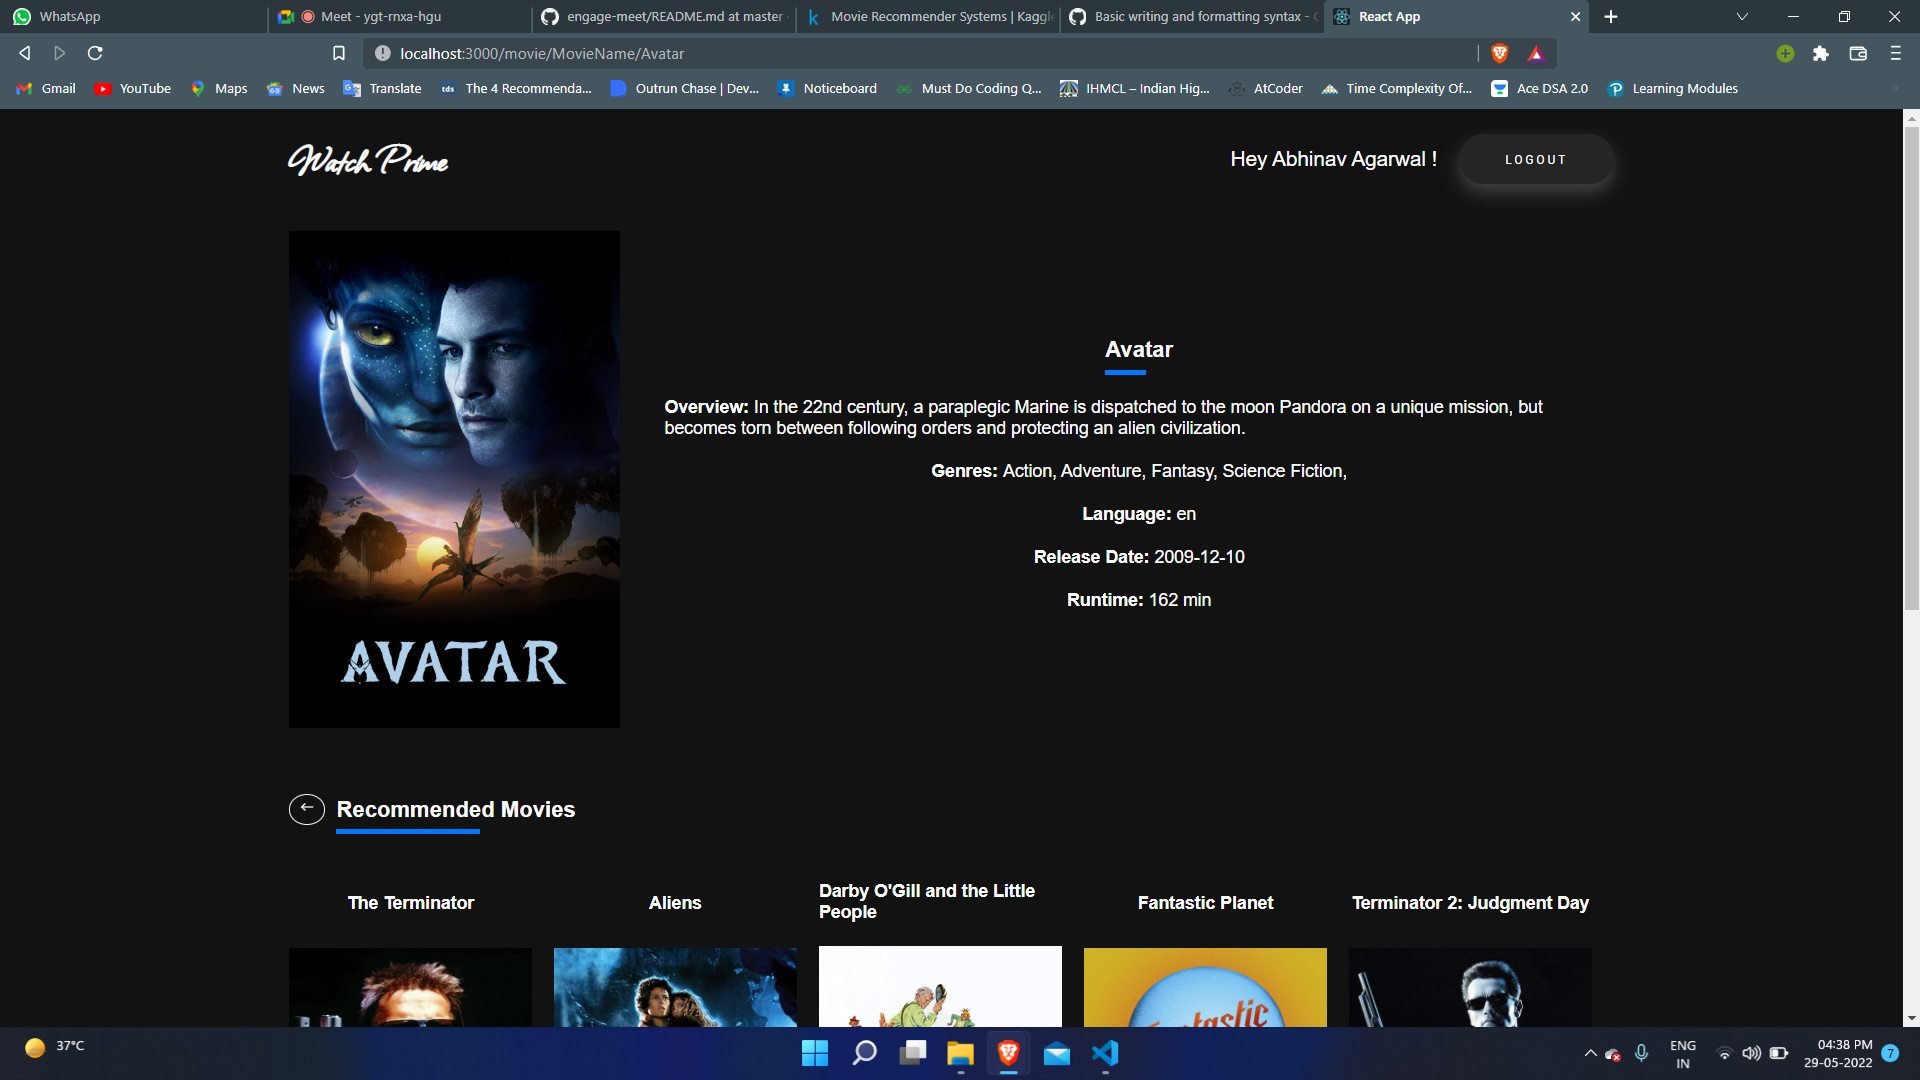 WhatsApp
Meet - ygt-rnxa-hgu
engage-meet/README.md at master
Movie Recommender Systems | Kaggle
Basic writing and formatting syntax -
React App
localhost:3000/movie/MovieName/Avatar
Gmail
YouTube
Maps
News
Translate
tds
The 4 Recommenda...
Outrun Chase | Dev...
Noticeboard
Must Do Coding Q...
IHMCL – Indian Hig...
AtCoder
Time Complexity Of...
Ace DSA 2.0
Learning Modules
Watch Prime
Hey Abhinav Agarwal !
LOGOUT
AVATAR
Avatar
Overview: In the 22nd century, a paraplegic Marine is dispatched to the moon Pandora on a unique mission, but
becomes torn between following orders and protecting an alien civilization.
Genres: Action, Adventure, Fantasy, Science Fiction,
Language: en
Release Date: 2009-12-10
Runtime: 162 min
Recommended Movies
The Terminator
Aliens
Darby O'Gill and the Little
People
Fantastic Planet
Terminator 2: Judgment Day
Fantastic
37°C
ENG
IN
04:38 PM
29-05-2022
7